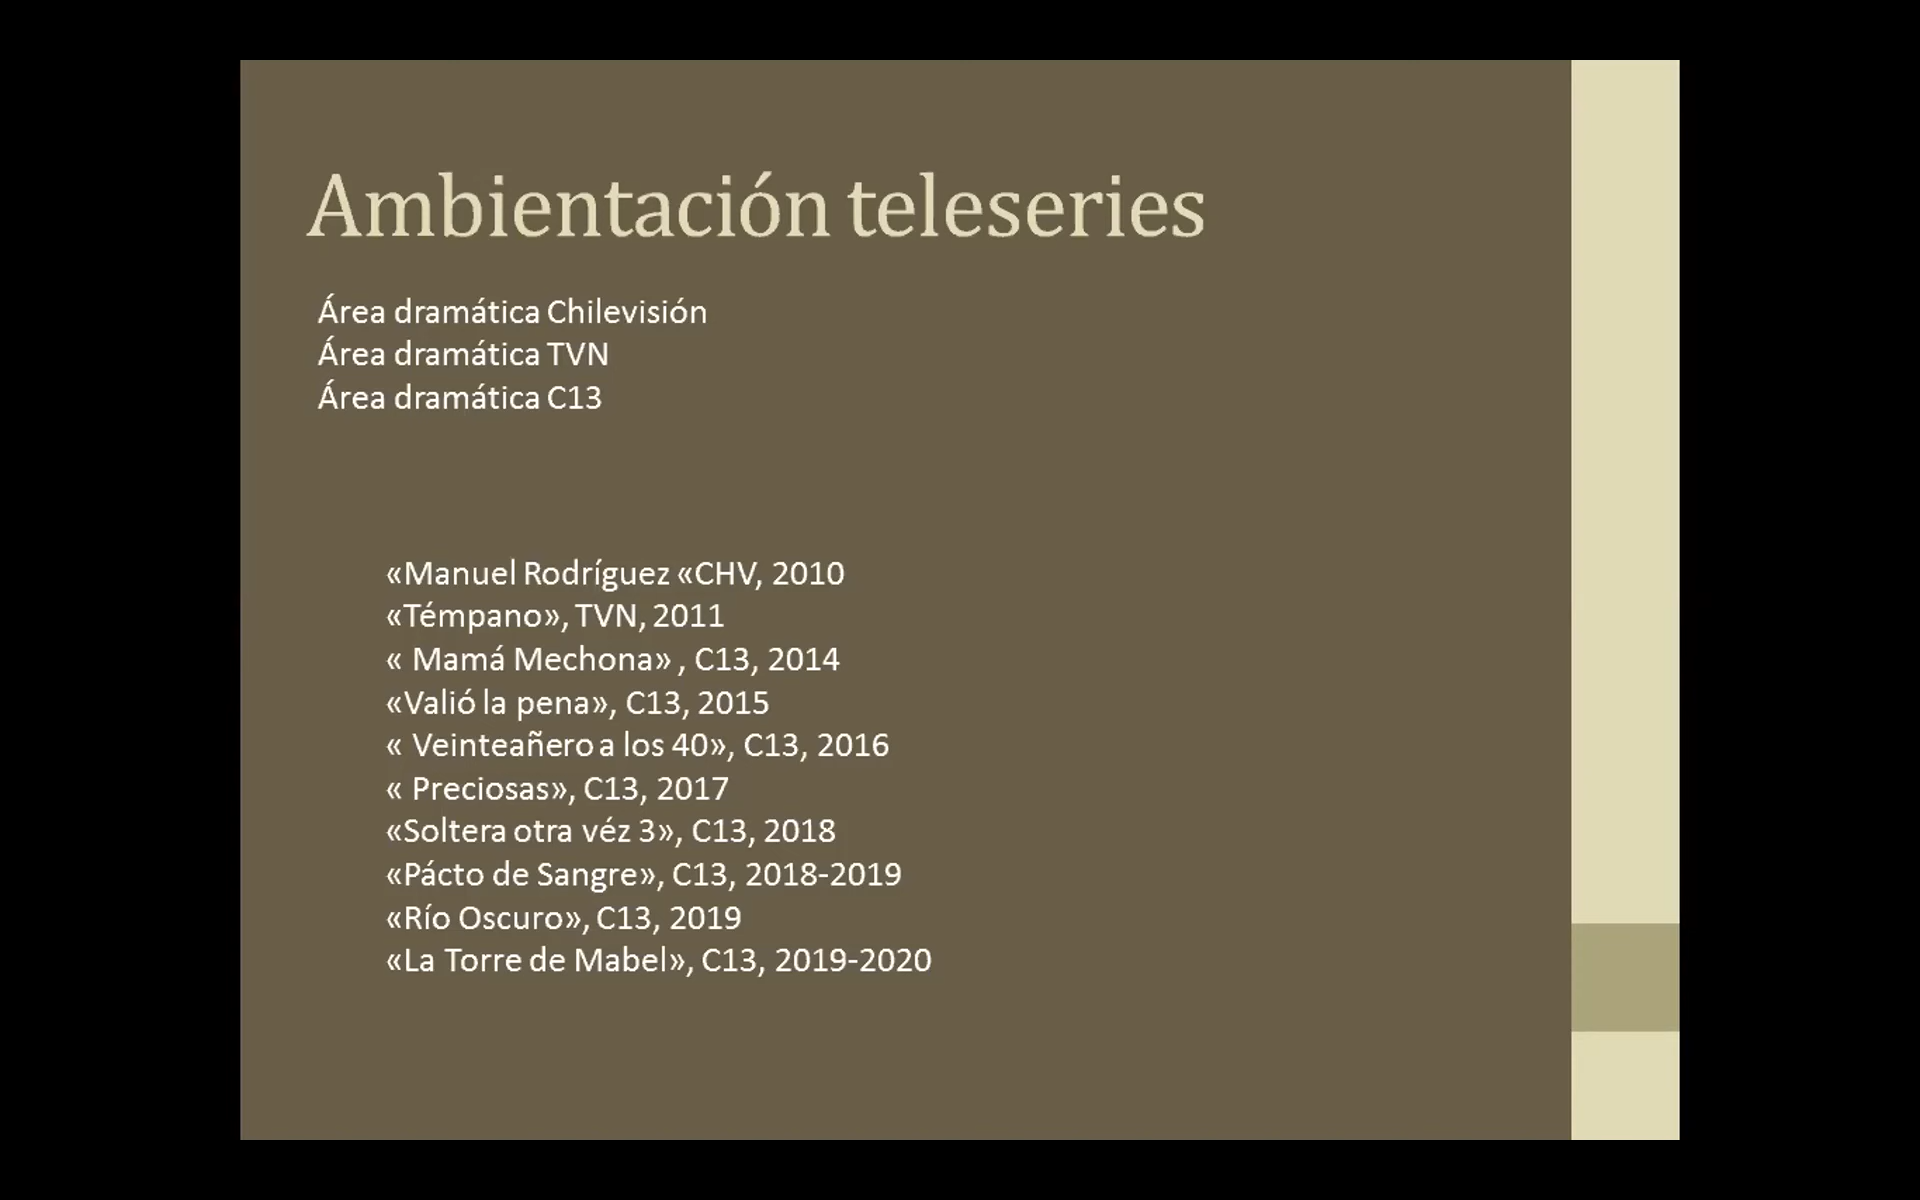 Ambientación teleseries
Área dramática Chilevisión
Área dramática TVN
Área dramática C13
«Manuel Rodríguez «CHV, 2010
«Témpano», TVN, 2011
« Mamá Mechona» , C13, 2014
«Valió la pena», C13, 2015
« Veinteañero a los 40», C13, 2016
« Preciosas», C13, 2017
«Soltera otra véz 3», C13, 2018
«Pácto de Sangre», C13, 2018-2019
«Río Oscuro», C13, 2019
«La Torre de Mabel», C13, 2019-2020